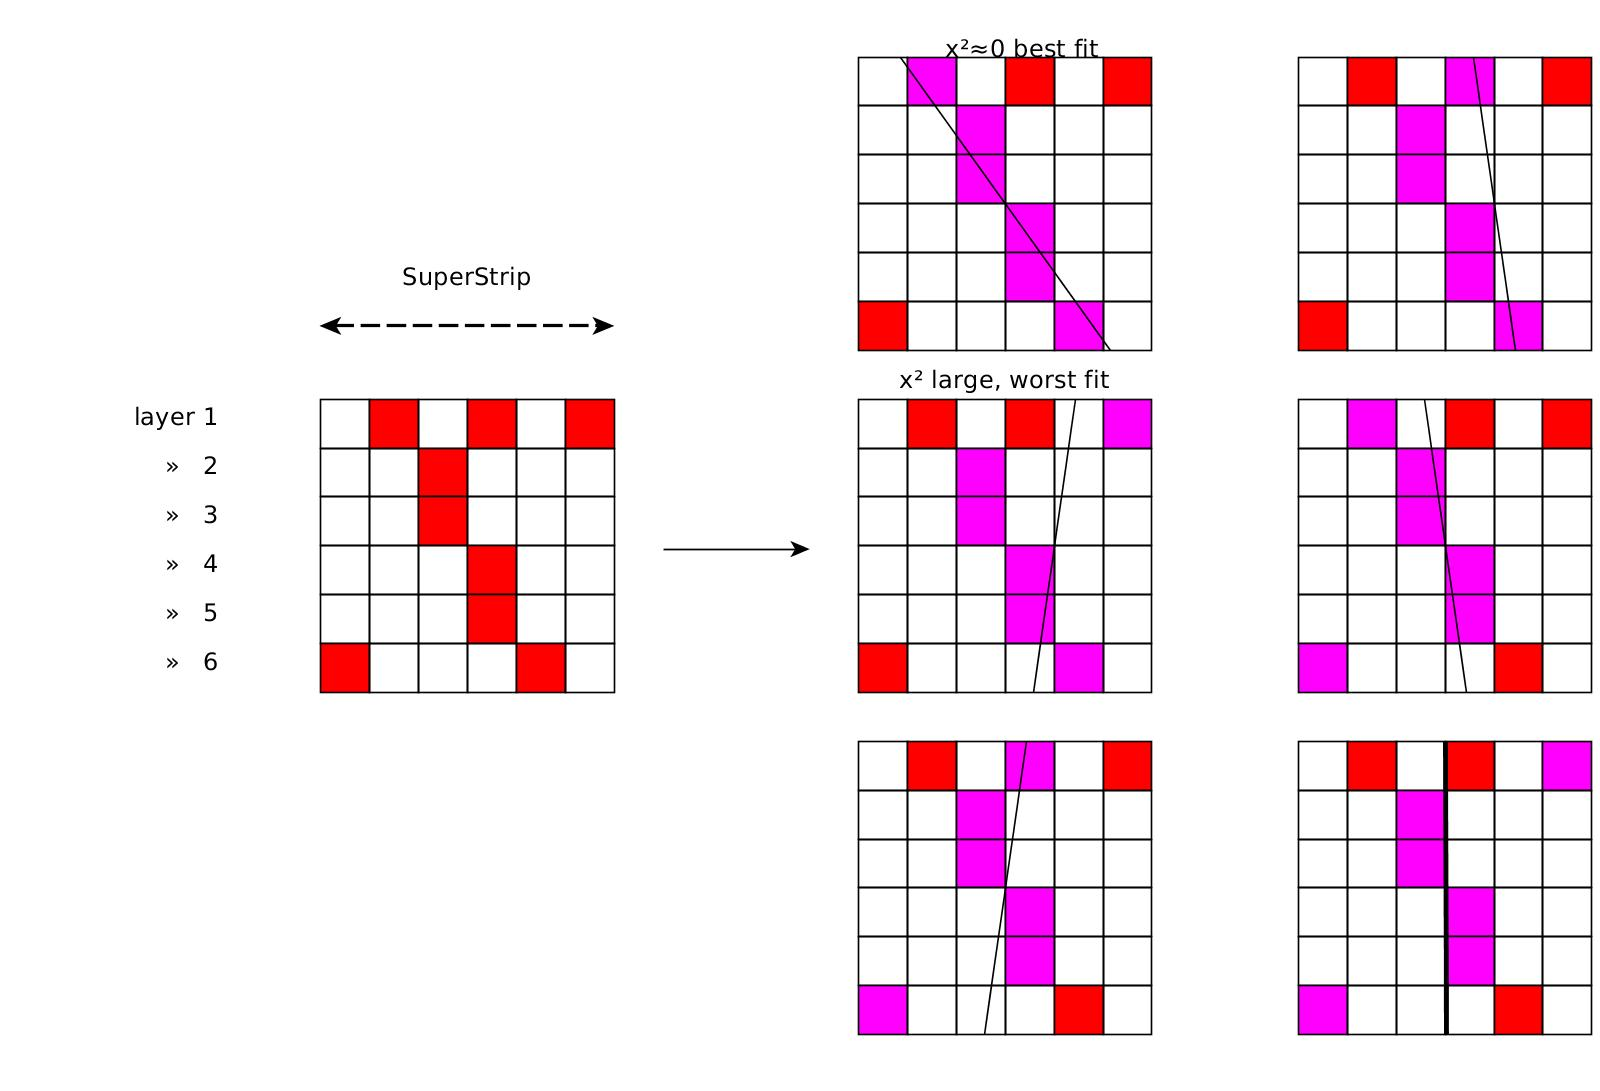 x²≈0 best fit
SuperStrip
x² large, worst fit
layer 1
» 2
» 3
» 4
» 5
» 6